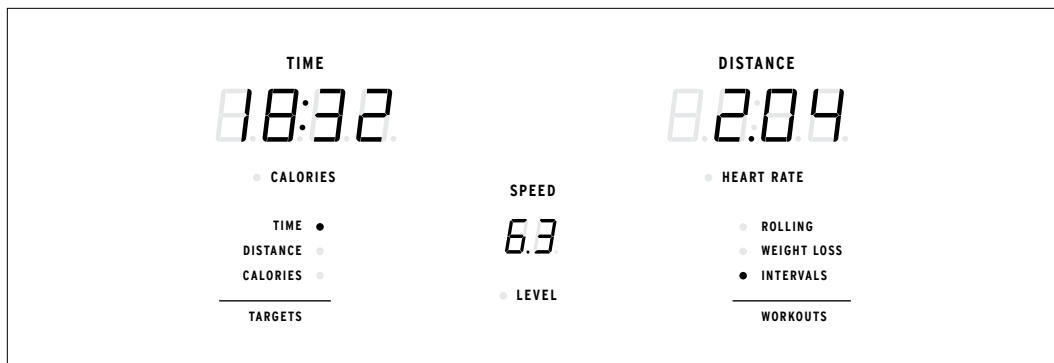 TIME
18:32
CALORIES
TIME
DISTANCE
CALORIES
TARGETS
SPEED
6.3
LEVEL
DISTANCE
2.04
HEART RATE
ROLLING
WEIGHT LOSS
INTERVALS
WORKOUTS